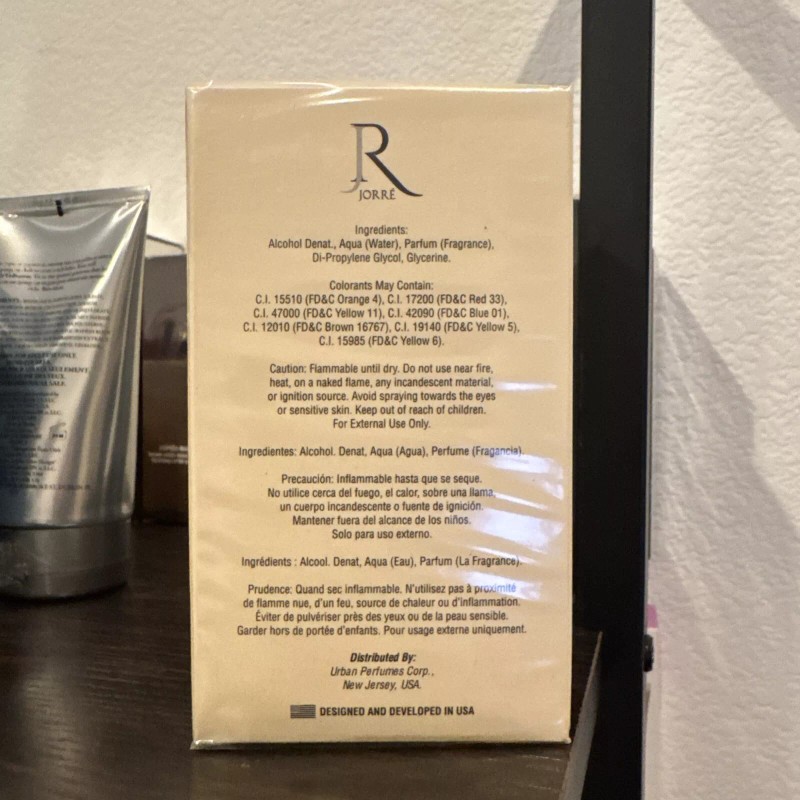 JR
JORRÉ
Ingredients:
Alcohol Denat., Aqua (Water), Parfum (Fragrance),
Di-Propylene Glycol, Glycerine.
Colorants May Contain:
C.I. 15510 (FD&C Orange 4), C.I. 17200 (FD&C Red 33),
C.I. 47000 (FD&C Yellow 11), C.I. 42090 (FD&C Blue 01),
C.I. 12010 (FD&C Brown 16767), C.I. 19140 (FD&C Yellow 5),
C.I. 15985 (FD&C Yellow 6).
Caution: Flammable until dry. Do not use near fire,
heat, on a naked flame, any incandescent material,
or ignition source. Avoid spraying towards the eyes
or sensitive skin. Keep out of reach of children.
For External Use Only.
Ingredientes: Alcohol. Denat, Aqua (Agua), Perfume (Fragancia).
Precaución: Inflammable hasta que se seque.
No utilice cerca del fuego, el calor, sobre una llama,
un cuerpo incandescente o fuente de ignición.
Mantener fuera del alcance de los niños.
Solo para uso externo.
Ingrédients : Alcool. Denat, Aqua (Eau), Parfum (La Fragrance).
Prudence: Quand sec inflammable. N'utilisez pas à proximité
de flamme nue, d'un feu, source de chaleur ou d'inflammation.
Éviter de pulvériser près des yeux ou de la peau sensible.
Garder hors de portée d'enfants. Pour usage externe uniquement.
Distributed By:
Urban Perfumes Corp.,
New Jersey, USA.
DESIGNED AND DEVELOPED IN USA